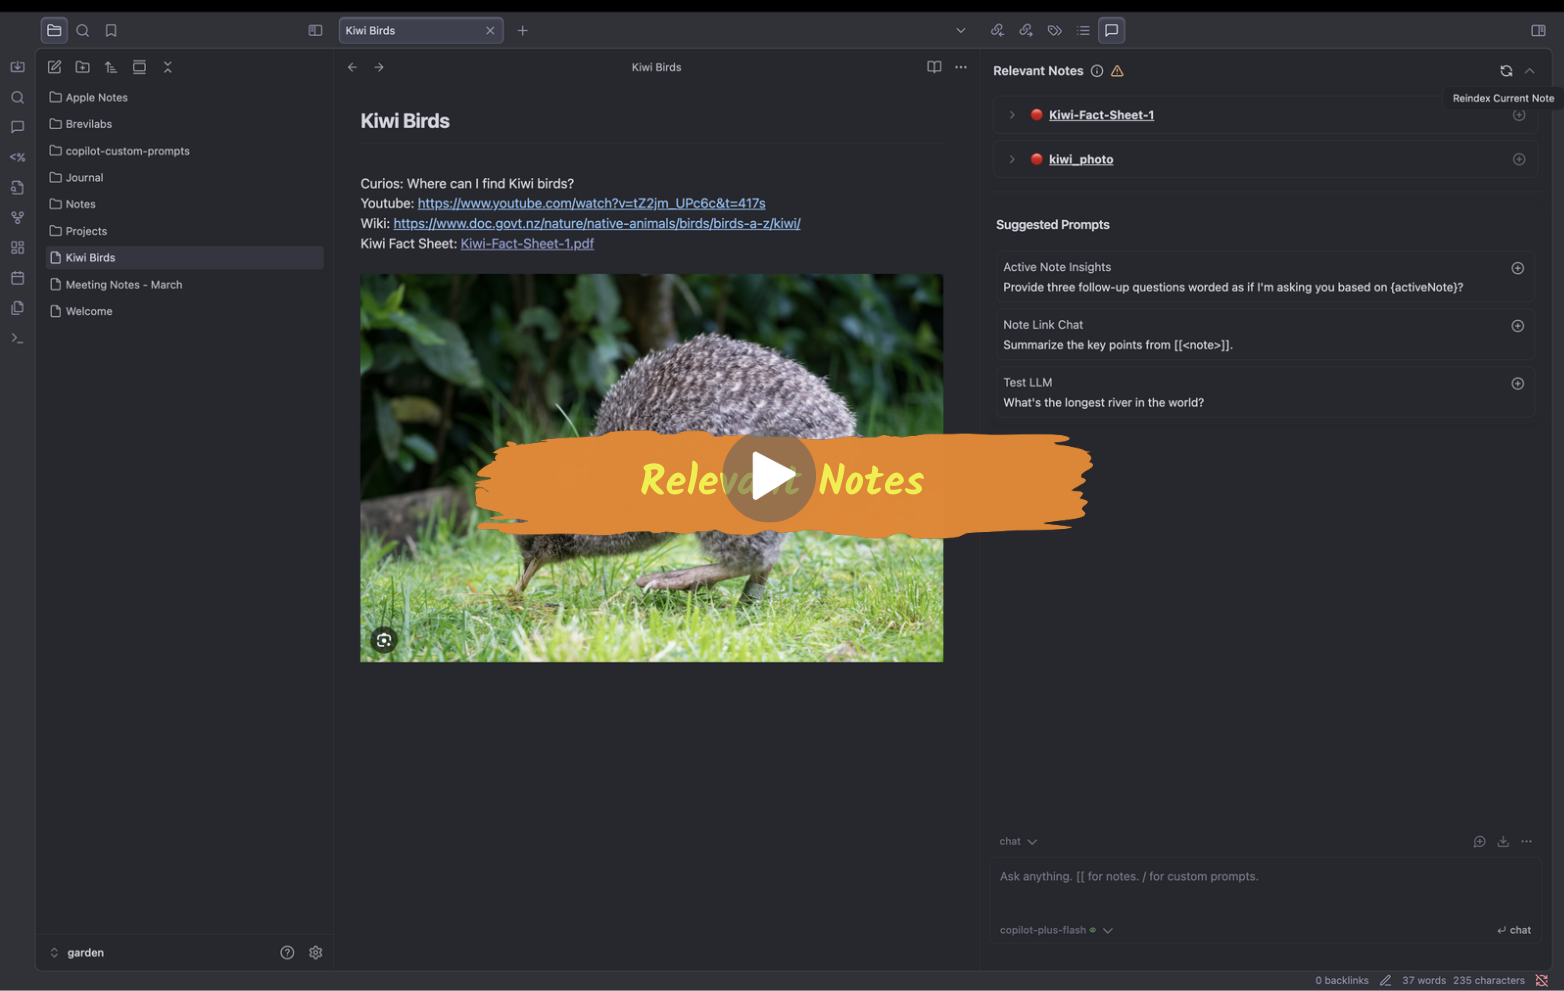 Kiwi Birds
Apple Notes
Brevilabs
copilot-custom-prompts
Journal
Notes
Projects
Kiwi Birds
Meeting Notes - March
Welcome
garden
Kiwi Birds
Kiwi Birds
Curios: Where can I find Kiwi birds?
Youtube: https://www.youtube.com/watch?v=tZ2jm_UPc6c&t=417s
Wiki: https://www.doc.govt.nz/nature/native-animals/birds/birds-a-z/kiwi/
Kiwi Fact Sheet: Kiwi-Fact-Sheet-1.pdf
Relevant Notes
Relevant Notes
Reindex Current Note
Kiwi-Fact-Sheet-1
kiwi_photo
Suggested Prompts
Active Note Insights
Provide three follow-up questions worded as if I'm asking you based on {activeNote}?
Note Link Chat
Summarize the key points from [[<note>]].
Test LLM
What's the longest river in the world?
chat
Ask anything. [[ for notes. / for custom prompts.
copilot-plus-flash
chat
0 backlinks
37 words
235 characters